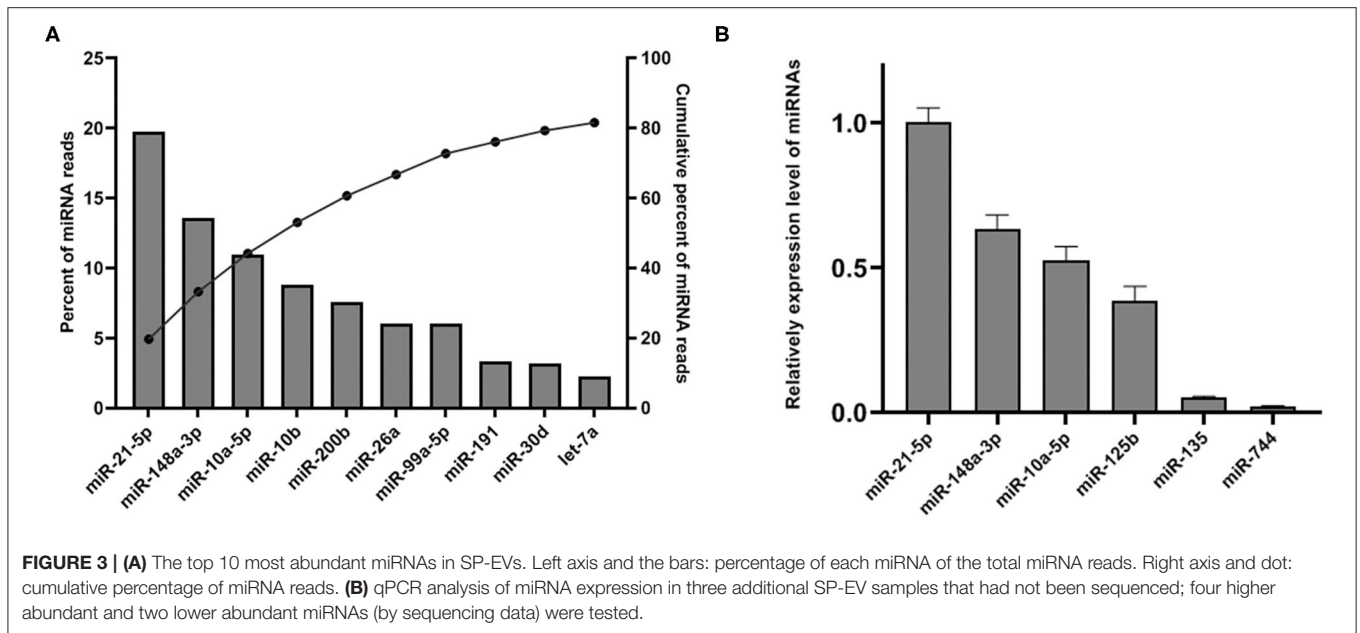 A
25
20
15
10
5
0
Percent of miRNA reads
100
80
60
40
20
0
Cumulative percent of miRNA reads
miR-21-5p
miR-148a-3p
miR-10a-5p
miR-10b
miR-200b
miR-26a
miR-99a-5p
miR-191
miR-30d
let-7a
B
Relatively expression level of miRNAs
1.0
0.5
0.0
miR-21-5p
miR-148a-3p
miR-10a-5p
miR-125b
miR-135
miR-744
FIGURE 3 | (A) The top 10 most abundant miRNAs in SP-EVs. Left axis and the bars: percentage of each miRNA of the total miRNA reads. Right axis and dot:
cumulative percentage of miRNA reads. (B) qPCR analysis of miRNA expression in three additional SP-EV samples that had not been sequenced; four higher
abundant and two lower abundant miRNAs (by sequencing data) were tested.